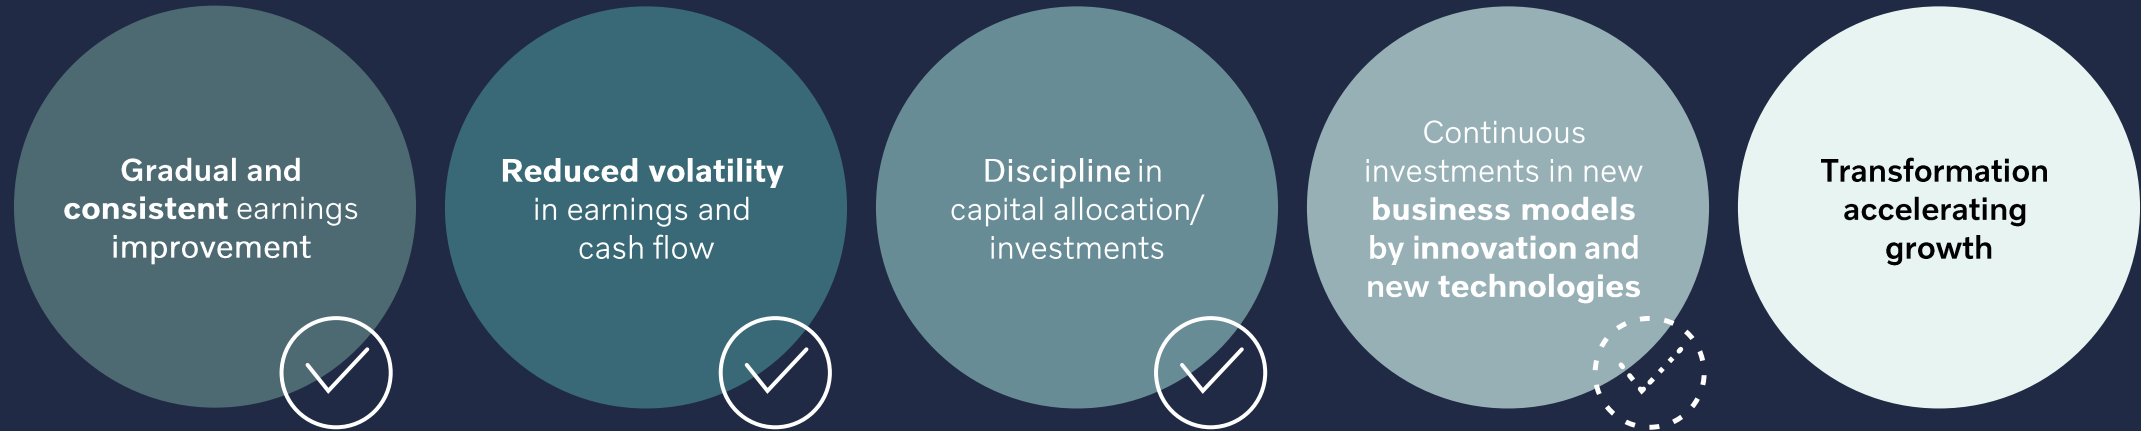 Gradual and
consistent earnings
improvement
Reduced volatility
in earnings and
cash flow
Discipline in
capital allocation/
investments
Continuous
investments in new
business models
by innovation and
new technologies
Transformation
accelerating
growth